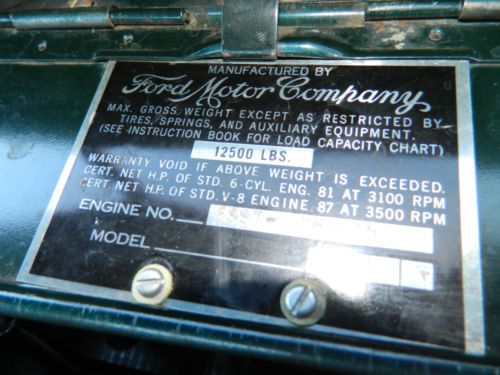 MANUFACTURED BY
Ford Motor Company
MAX. GROSS WEIGHT EXCEPT AS RESTRICTED BY
TIRES, SPRINGS, AND AUXILIARY EQUIPMENT.
(SEE INSTRUCTION BOOK FOR LOAD CAPACITY CHART)
12500 LBS.
WARRANTY VOID IF ABOVE WEIGHT IS EXCEEDED.
CERT. NET H.P. OF STD. 6-CYL. ENG. 81 AT 3100 RPM
CERT. NET H.P. OF STD. V-8 ENGINE 87 AT 3500 RPM
ENGINE NO.
MODEL